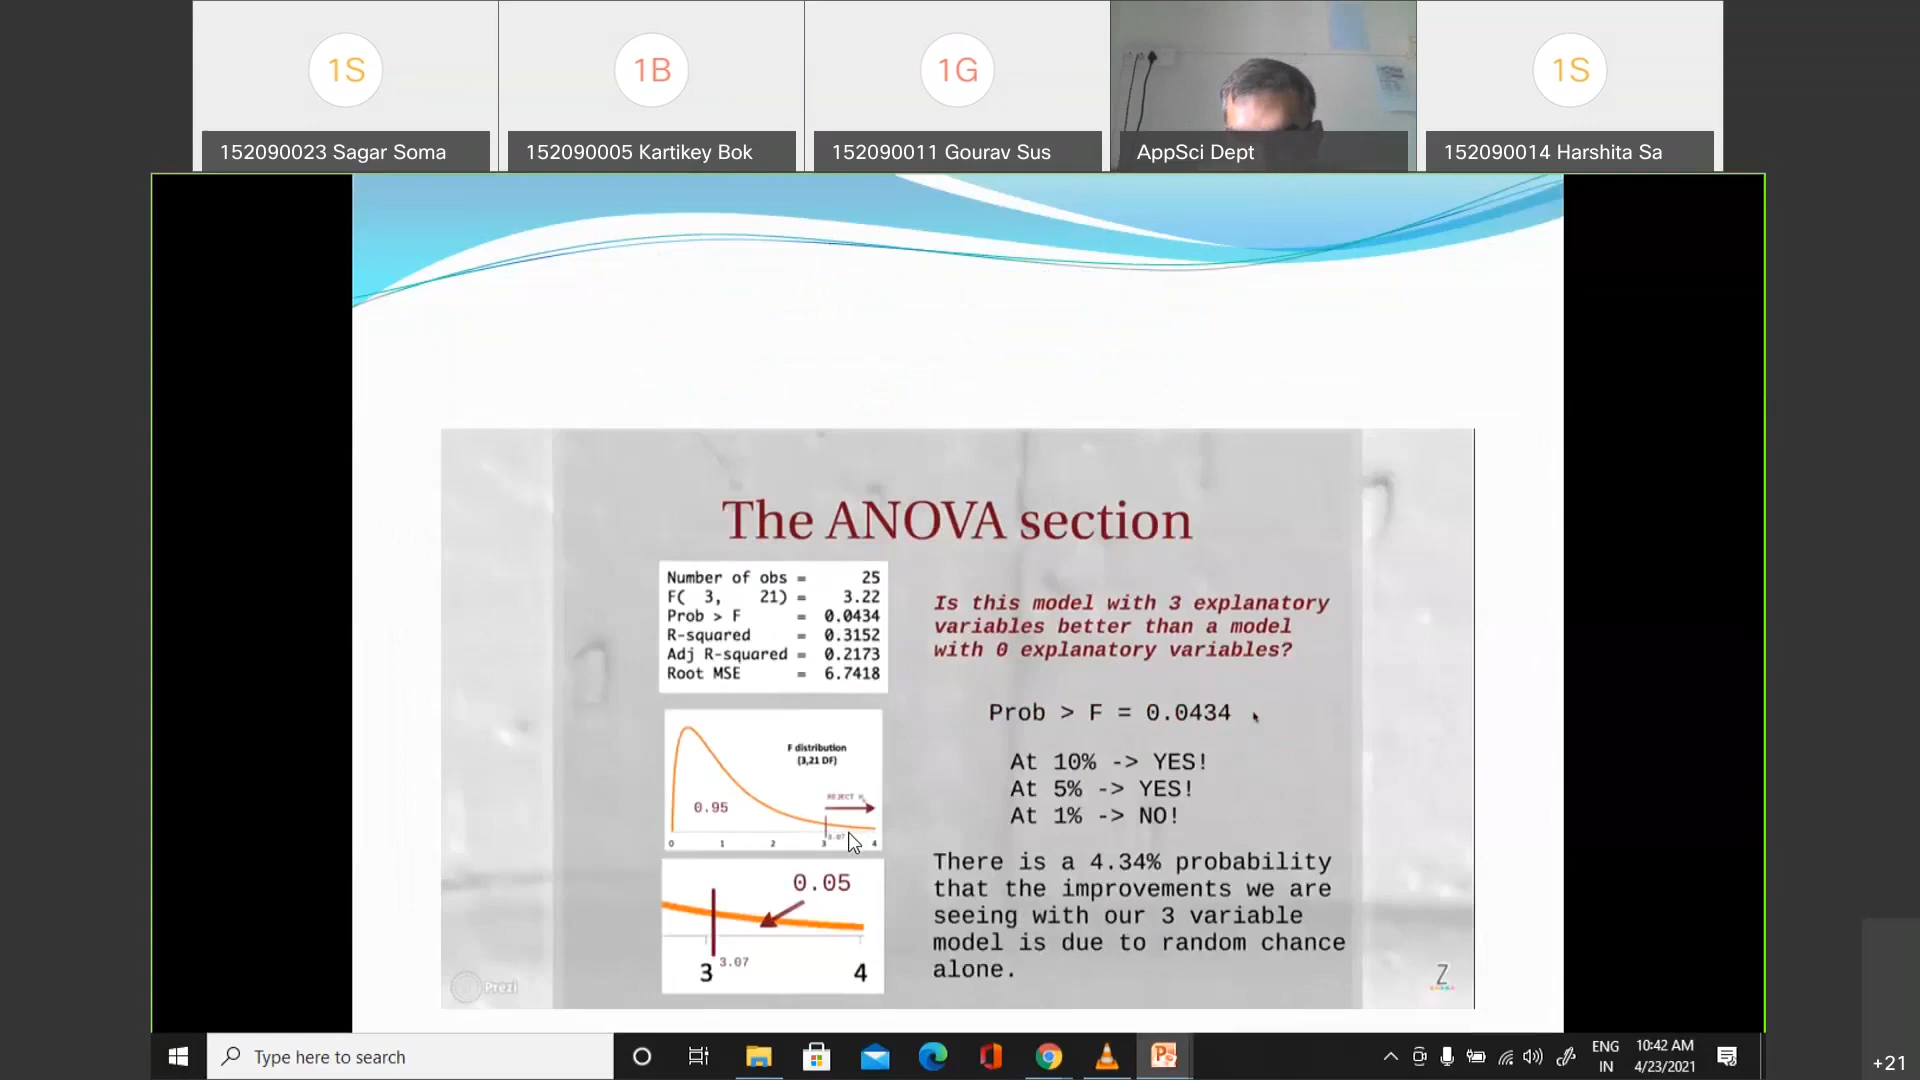 1S
1B
1G
1S
152090023 Sagar Soma
152090005 Kartikey Bok
152090011 Gourav Sus
AppSci Dept
152090014 Harshita Sa
The ANOVA section
Number of obs = 25
F( 3, 21) = 3.22
Prob > F = 0.0434
R-squared = 0.3152
Adj R-squared = 0.2173
Root MSE = 6.7418
Is this model with 3 explanatory
variables better than a model
with 0 explanatory variables?
Prob > F = 0.0434
At 10% -> YES!
At 5% -> YES!
At 1% -> NO!
F distribution
(3,21 DF)
REJECT H
0.95
3.07
0 1 2 3 4
0.05
3.07
3 4
There is a 4.34% probability
that the improvements we are
seeing with our 3 variable
model is due to random chance
alone.
Prezi
Z
Type here to search
ENG
IN
10:42 AM
4/23/2021
+21